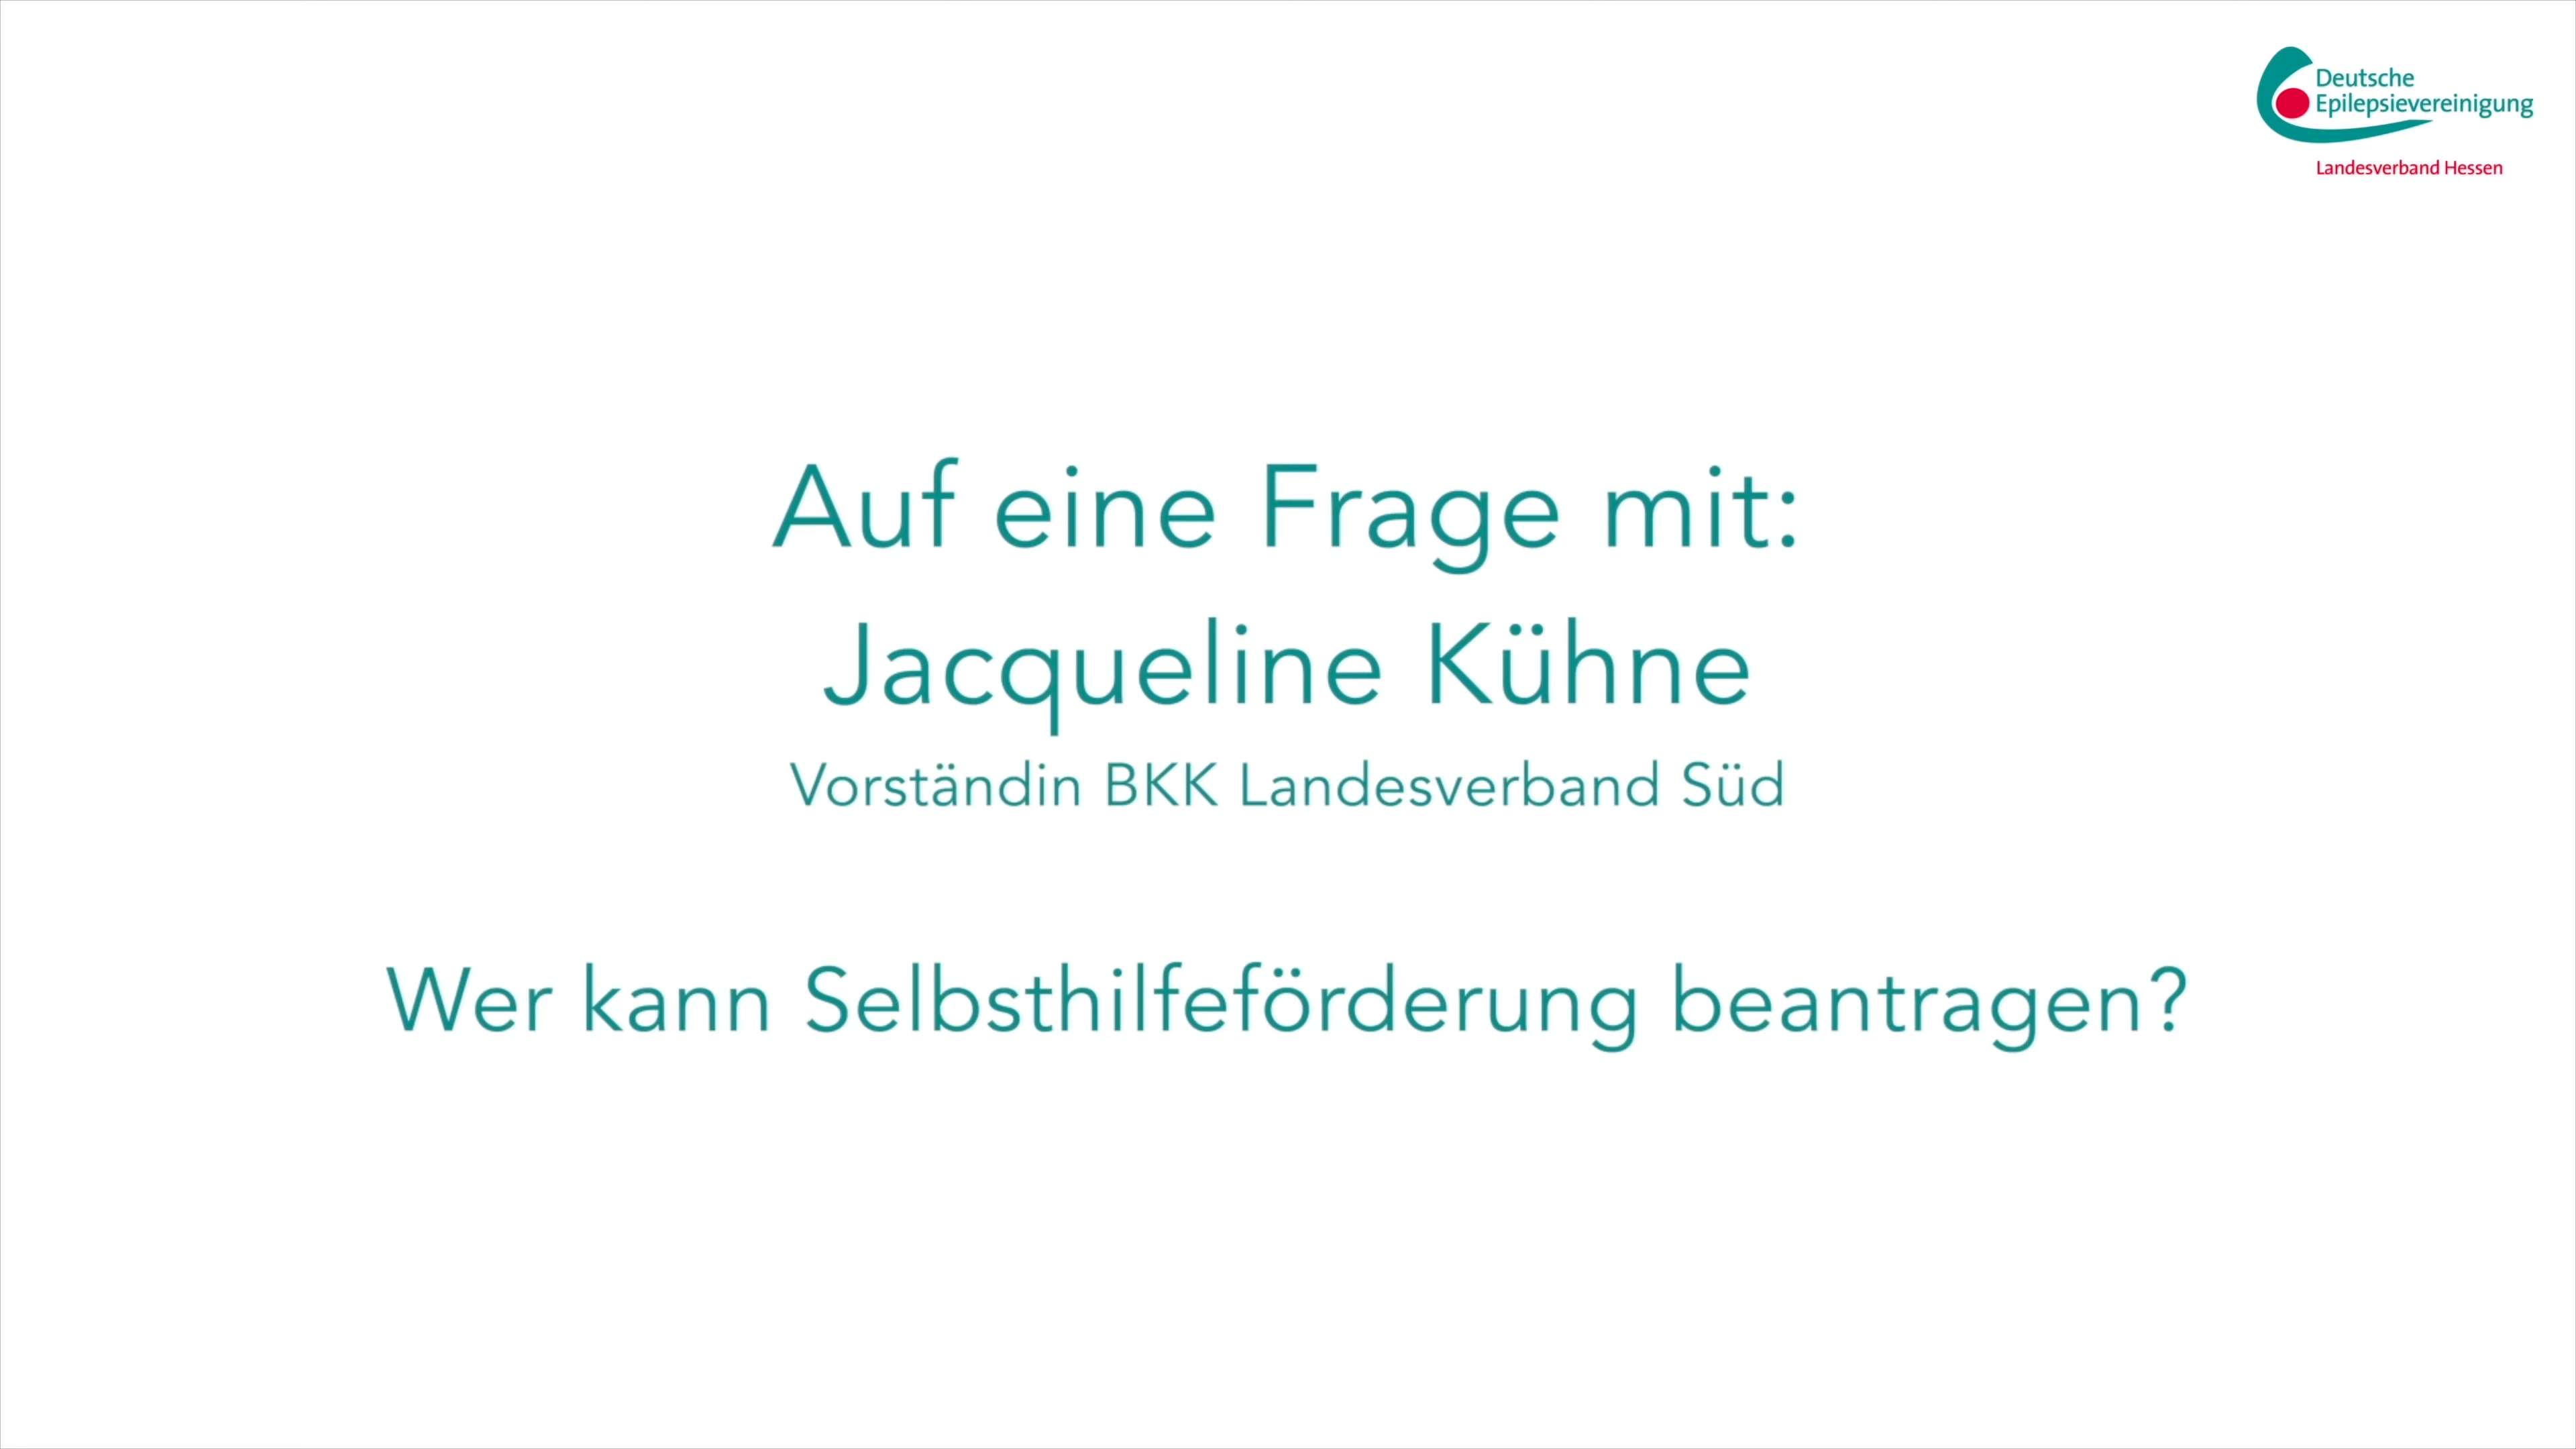 Deutsche
Epilepsievereinigung
Landesverband Hessen
Auf eine Frage mit:
Jacqueline Kühne
Vorständin BKK Landesverband Süd
Wer kann Selbsthilfeförderung beantragen?